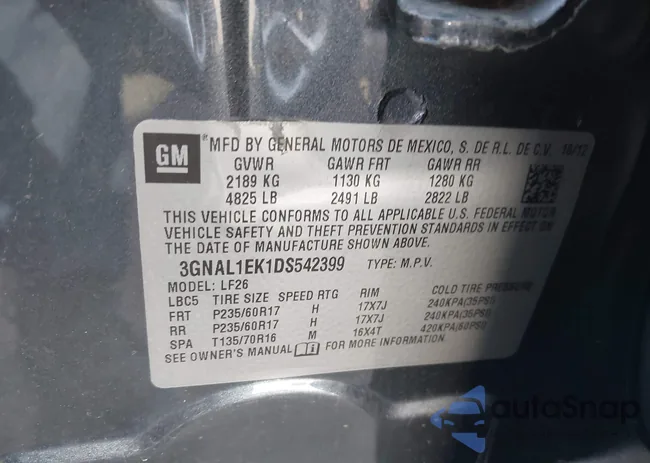 GM
MFD BY GENERAL MOTORS DE MEXICO, S. DE R.L. DE C.V. 10/12
GVWR GAWR FRT GAWR RR
2189 KG 1130 KG 1280 KG
4825 LB 2491 LB 2822 LB
THIS VEHICLE CONFORMS TO ALL APPLICABLE U.S. FEDERAL MOTOR
VEHICLE SAFETY AND THEFT PREVENTION STANDARDS IN EFFECT ON
THE DATE OF MANUFACTURE SHOWN ABOVE.
3GNAL1EK1DS542399 TYPE: M.P.V.
MODEL: LF26
LBC5 TIRE SIZE SPEED RTG RIM COLD TIRE PRESSURE
FRT P235/60R17 H 17X7J 240KPA(35PSI)
RR P235/60R17 H 17X7J 240KPA(35PSI)
SPA T135/70R16 M 16X4T 420KPA(60PSI)
SEE OWNER'S MANUAL FOR MORE INFORMATION
autoSnap